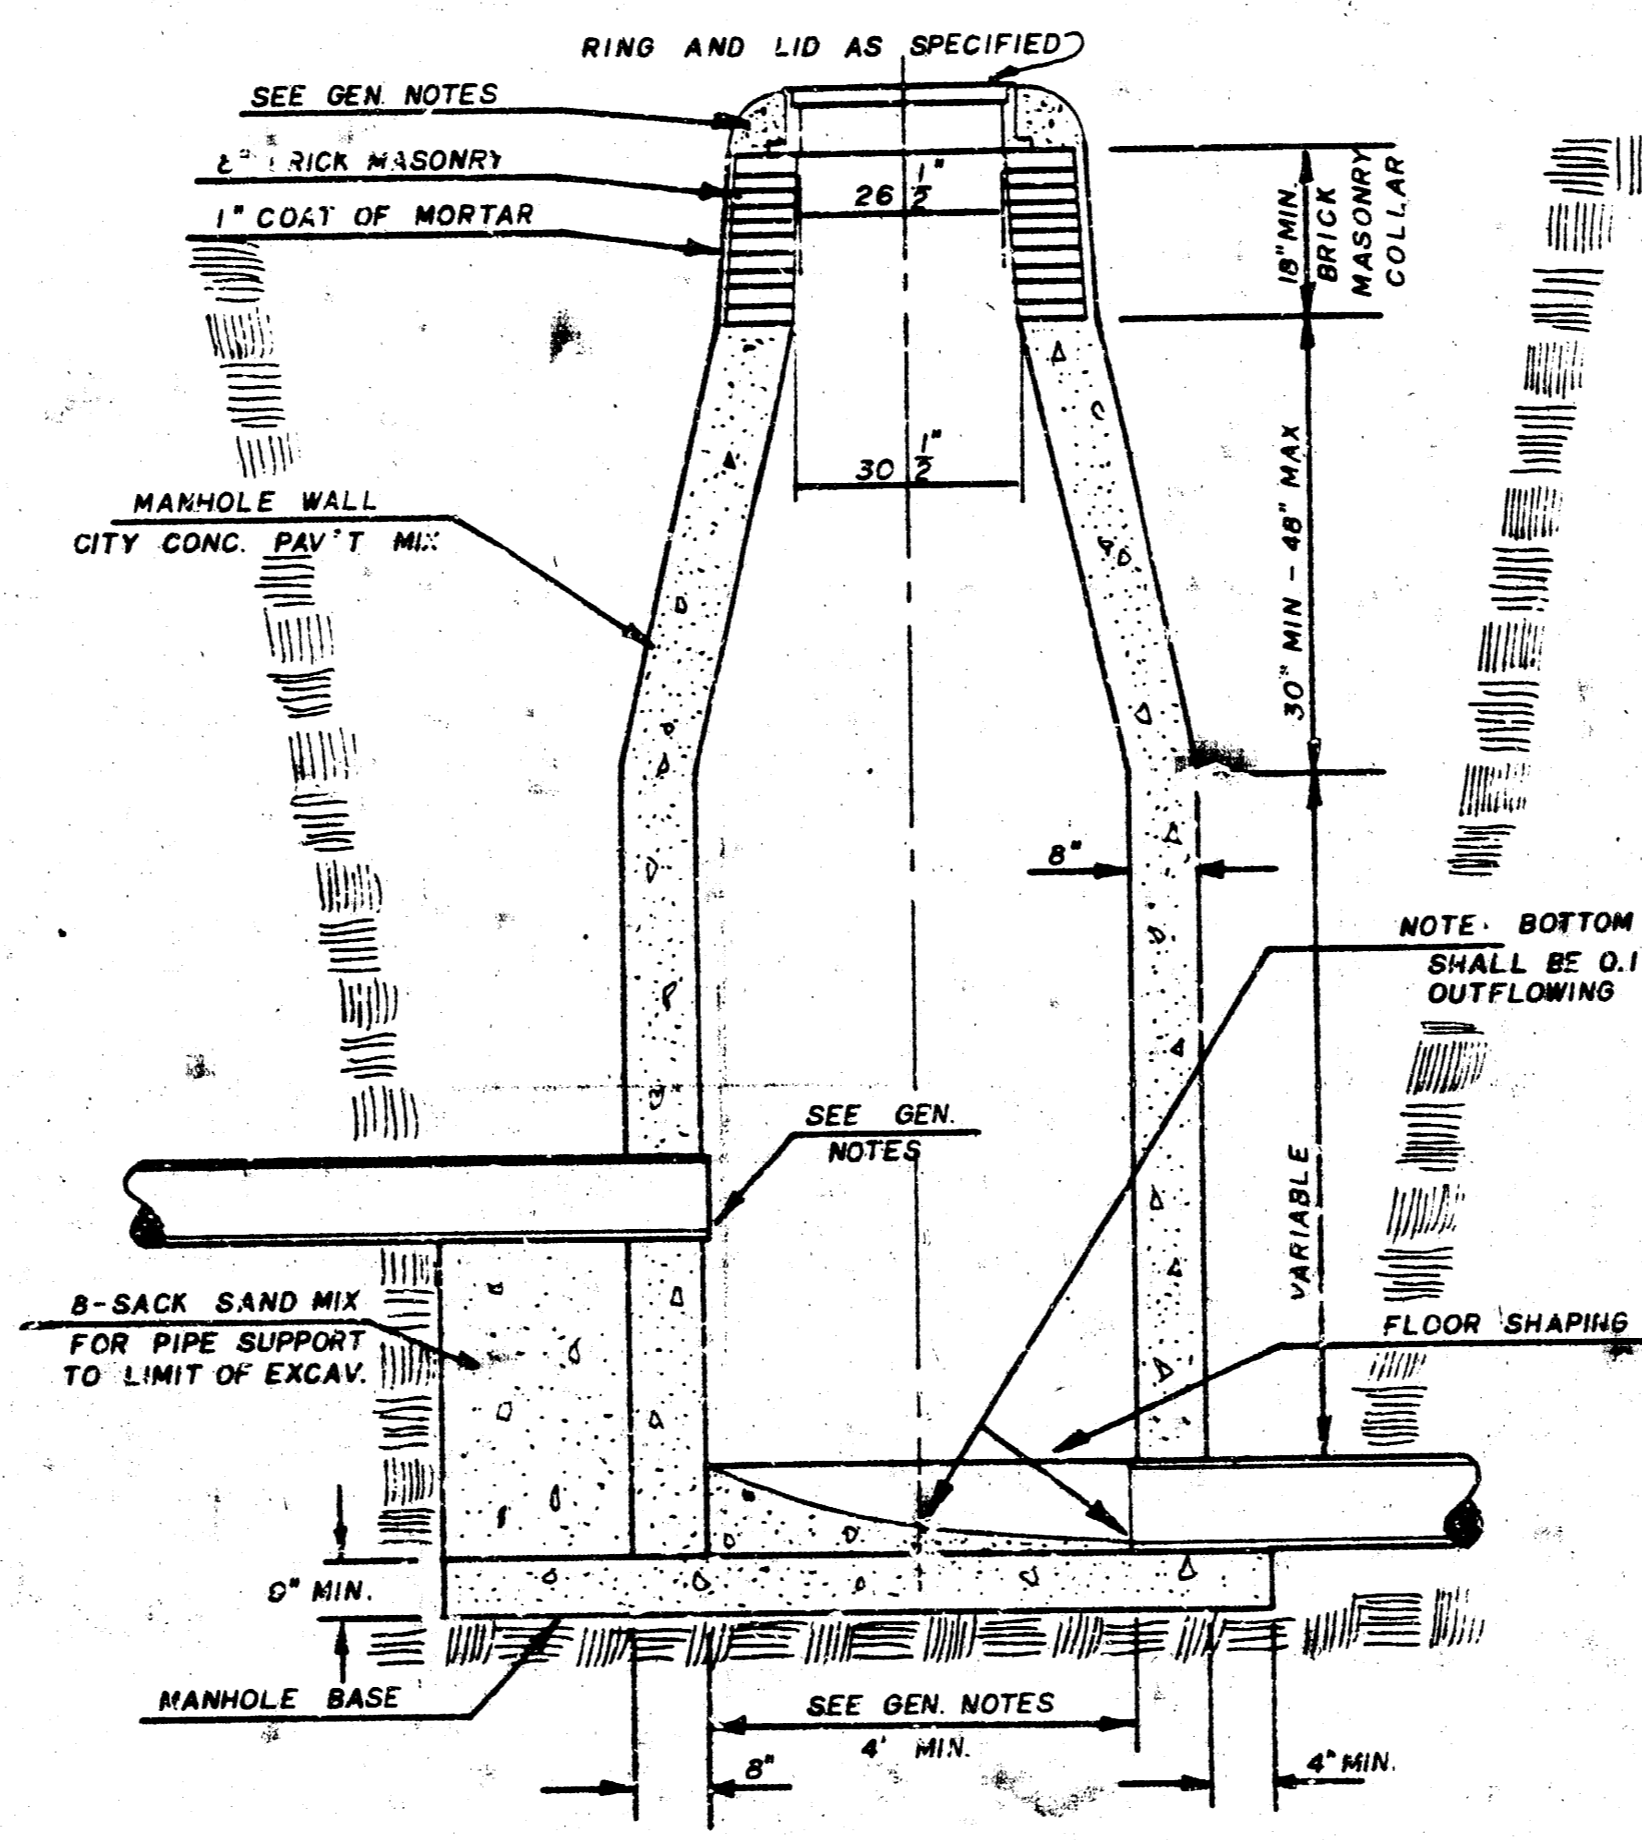 RING AND LID AS SPECIFIED
SEE GEN. NOTES
MASONRY
1" COAT OF MORTAR
26 1/2"
18" MIN.
BRICK
MASONRY
COLLAR
30 1/2"
30" MIN - 48" MAX
MANHOLE WALL
CITY CONC. PAV'T MIX
8"
NOTE: BOTTOM
SHALL BE 0.1
OUTFLOWING
SEE GEN.
NOTES
VARIABLE
8-SACK SAND MIX
FOR PIPE SUPPORT
TO LIMIT OF EXCAV.
FLOOR SHAPING
MIN.
MANHOLE BASE
SEE GEN. NOTES
4' MIN.
8"
4" MIN.